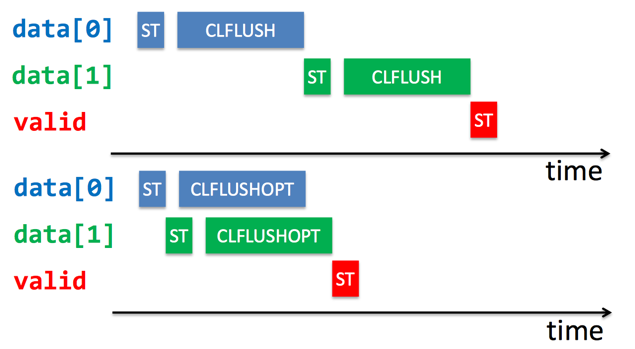 data[0] ST CLFLUSH
data[1] ST CLFLUSH
valid ST
time
data[0] ST CLFLUSHOPT
data[1] ST CLFLUSHOPT
valid ST
time